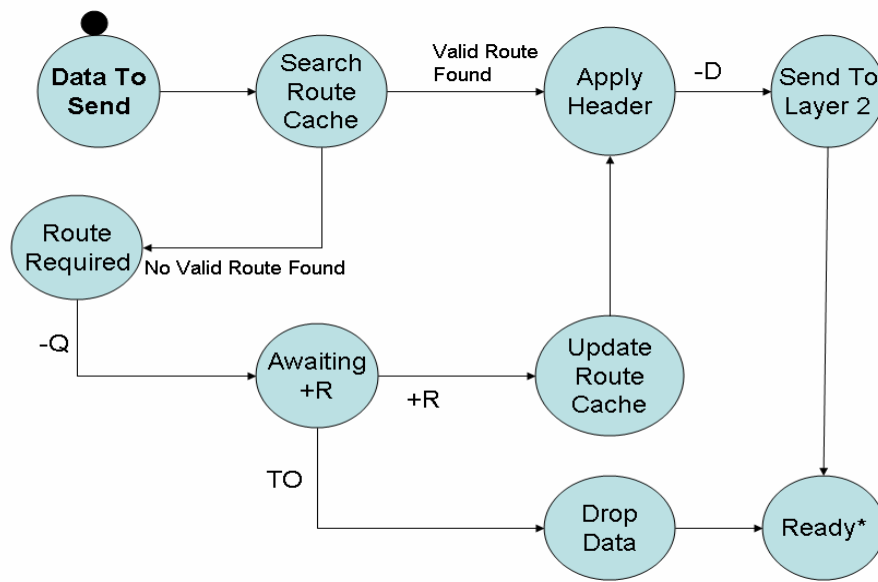 Data To
Send
Search
Route
Cache
Valid Route
Found
Apply
Header
-D
Send To
Layer 2
Route
Required
No Valid Route Found
-Q
Awaiting
+R
+R
Update
Route
Cache
TO
Drop
Data
Ready*